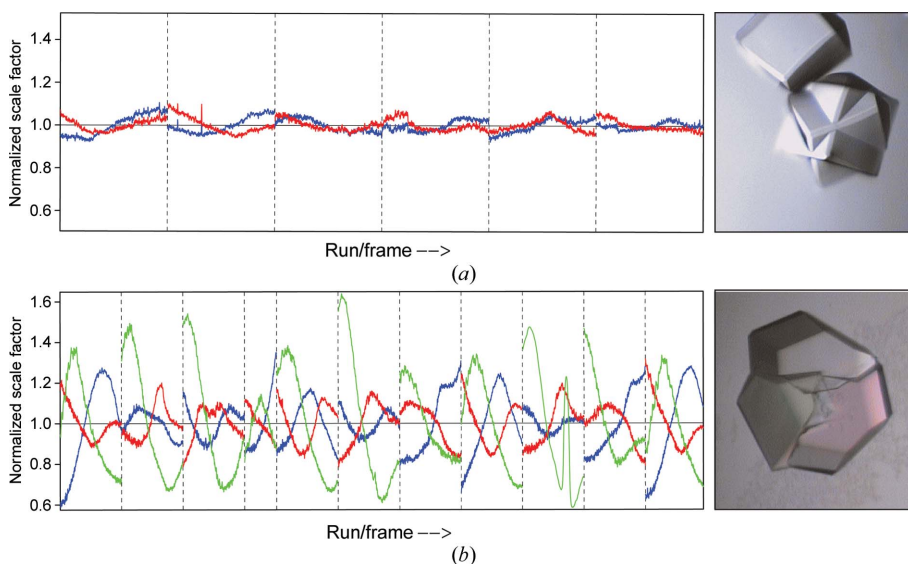 1.4
1.2
1.0
0.8
0.6
Normalized scale factor
Run/frame −−>
(a)
1.6
1.4
1.2
1.0
0.8
0.6
Normalized scale factor
Run/frame −−>
(b)